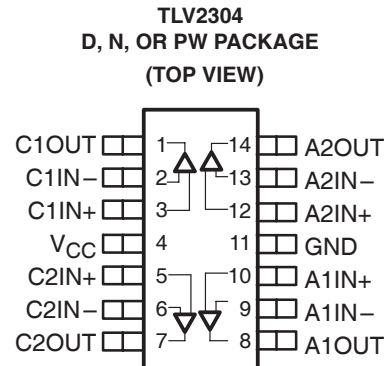 TLV2304
D, N, OR PW PACKAGE
(TOP VIEW)
C1OUT 1 14 A2OUT
C1IN− 2 13 A2IN−
C1IN+ 3 12 A2IN+
VCC 4 11 GND
C2IN+ 5 10 A1IN+
C2IN− 6 9 A1IN−
C2OUT 7 8 A1OUT